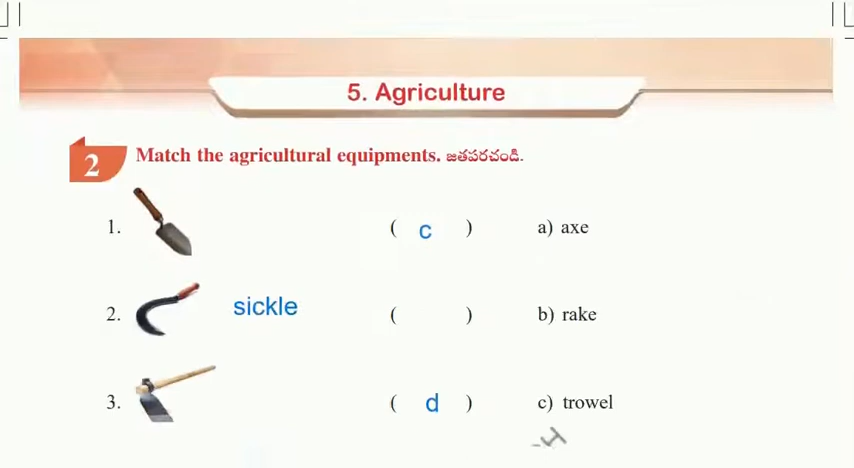 5. Agriculture
2 Match the agricultural equipments. జతపరచండి.
1. ( c ) a) axe
2. sickle ( ) b) rake
3. ( d ) c) trowel